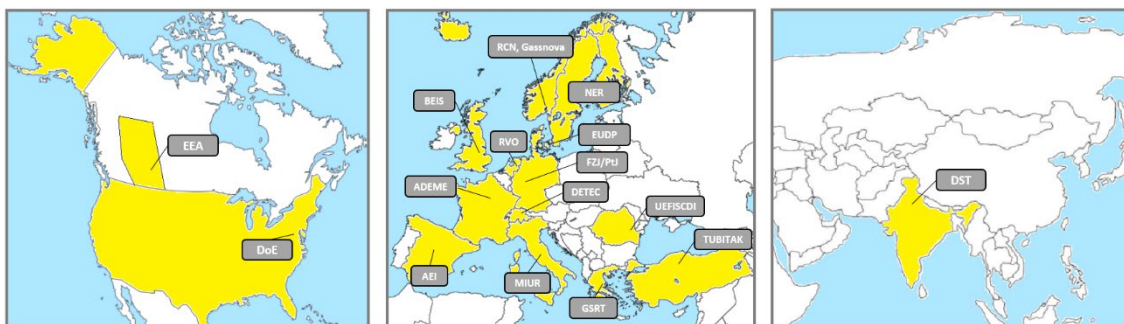 EEA
DoE
RCN, Gassnova
NER
BEIS
EUDP
RVO
FZJ/PtJ
ADEME
DETEC
UEFISCDI
TUBITAK
AEI
MIUR
GSRT
DST